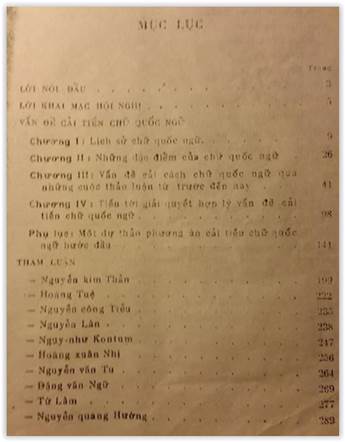 MỤC LỤC
Trang
LỜI NÓI ĐẦU . . . . . . . . . . 3
LỜI KHAI MẠC HỘI NGHỊ . . . . . . . . 5
VẤN ĐỀ CẢI TIẾN CHỮ QUỐC NGỮ
Chương I : Lịch sử chữ quốc ngữ. . . . . . . 9
Chương II : Những đặc điểm của chữ quốc ngữ 26
Chương III : Vấn đề cải cách chữ quốc ngữ qua
những cuộc thảo luận từ trước đến nay . . 41
Chương IV : Tiến tới giải quyết hợp lý vấn đề cải
tiến chữ quốc ngữ . . . . . . . . 98
Phụ lục : Một dự thảo phương án cải tiến chữ quốc
ngữ bước đầu . . . . . . . . 141
THAM LUẬN
— Nguyễn kim Thản . . . . . . . 199
— Hoàng Tuệ . . . . . . . . 222
— Nguyễn công Tiễu . . . . . . . 235
— Nguyễn Lân . . . . . . . . 238
— Nguy-như Kontum . . . . . . . 247
— Hoàng xuân Nhị . . . . . . . 256
— Nguyễn văn Tu . . . . . . . 264
— Đặng văn Ngữ . . . . . . . 269
— Từ Lâm . . . . . . . . 277
— Nguyễn quang Hướng . . . . . . 289